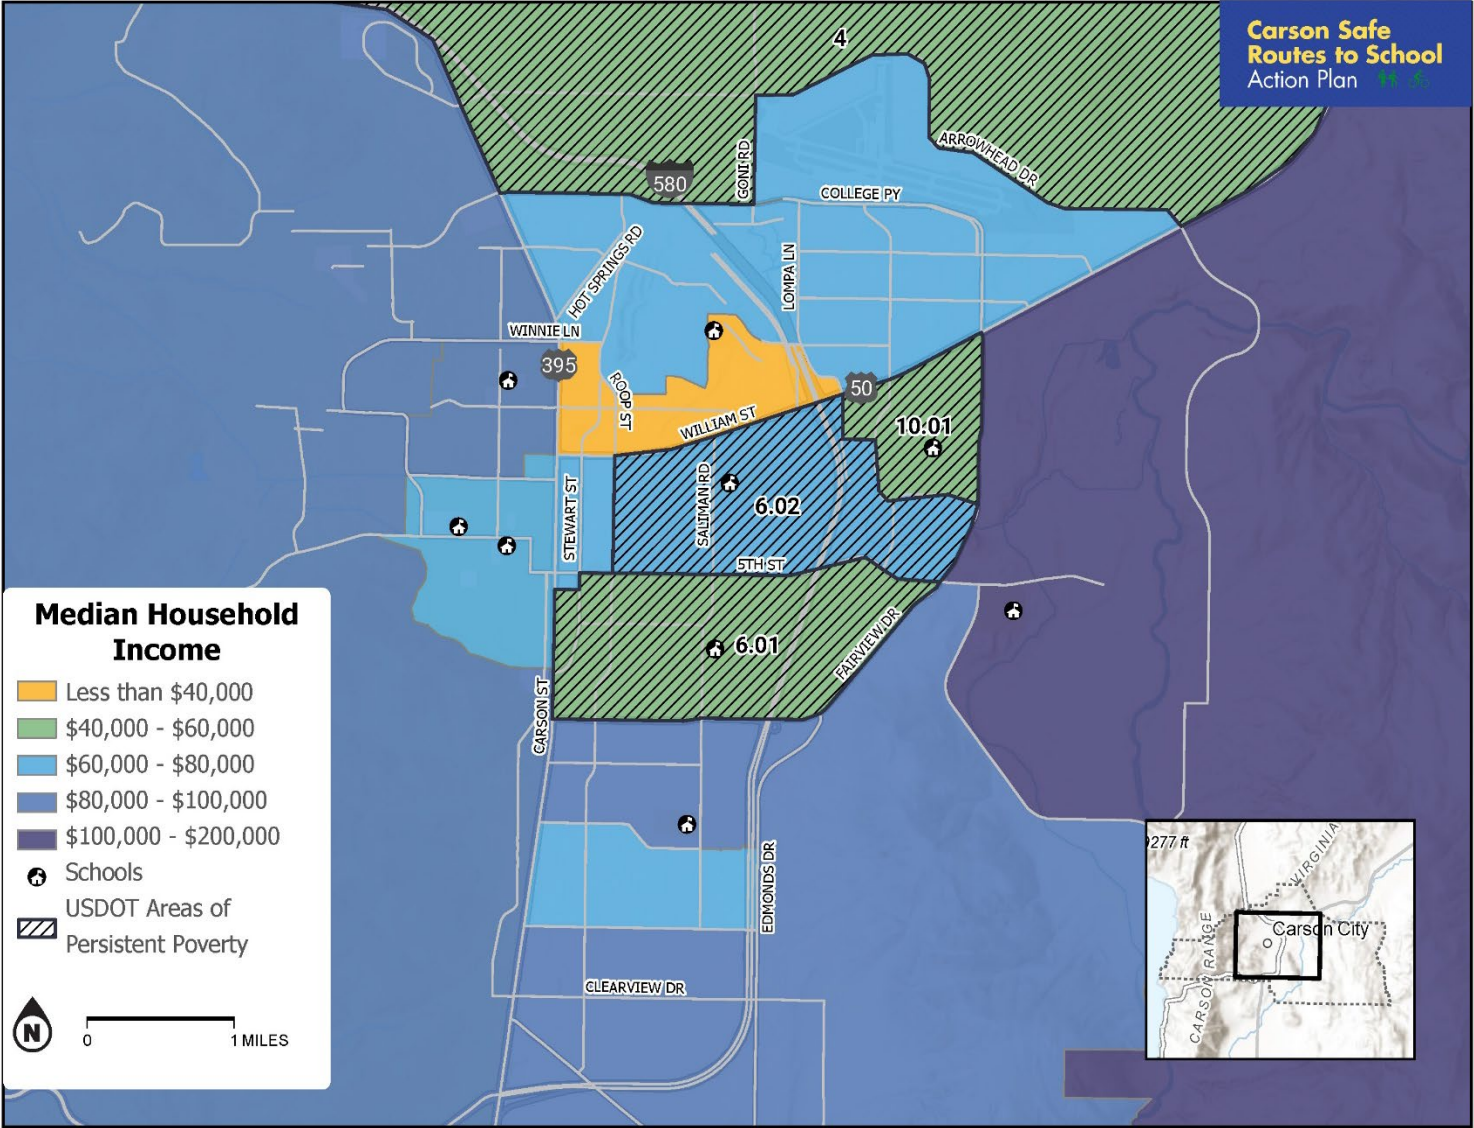 Carson Safe
Routes to School
Action Plan
4
ARROWHEAD DR
GONI RD
580
COLLEGE PY
HOT SPRINGS RD
LOMPA LN
WINNIE LN
395
50
ROOP ST
WILLIAM ST
10.01
STEWART ST
SALIMAN RD
6.02
5TH ST
FAIRVIEW DR
6.01
CARSON ST
EDMONDS DR
CLEARVIEW DR
Median Household
Income
Less than $40,000
$40,000 - $60,000
$60,000 - $80,000
$80,000 - $100,000
$100,000 - $200,000
Schools
USDOT Areas of
Persistent Poverty
N
0 1 MILES
277 ft
VIRGINIA
Carson City
CARSON RANGE